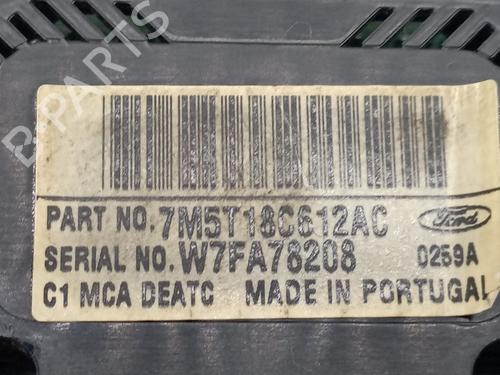 B-PARTS
PART NO. 7M5T18C612AC
Ford
SERIAL NO. W7FA78208 0259A
C1 MCA DEATC MADE IN PORTUGAL